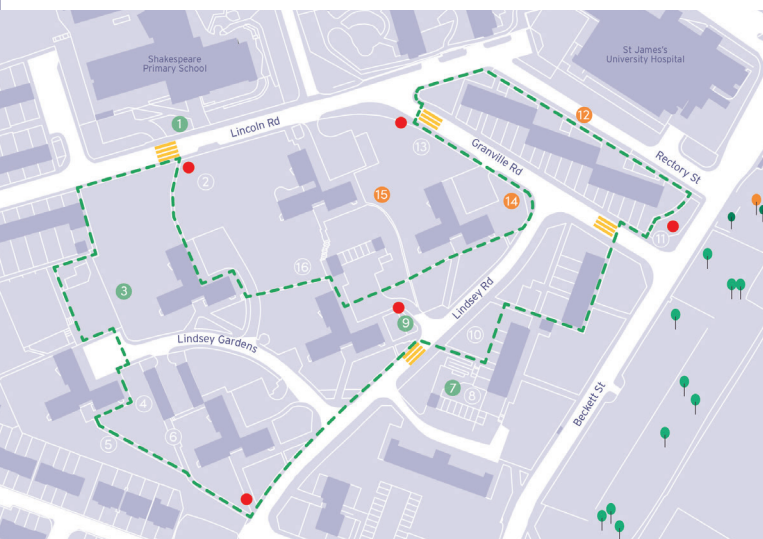 Shakespeare
Primary School
St James's
University Hospital
1
Lincoln Rd
12
13
Granville Rd
Rectory St
2
15
14
11
3
16
Lindsey Rd
9
10
Lindsey Gardens
7
8
4
Beckett St
5
6